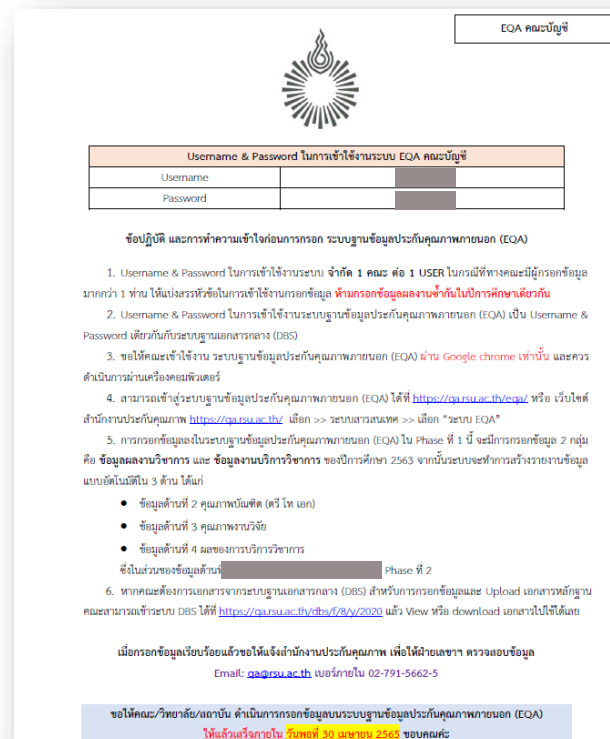 EQA คณะบัญชี
Username & Password ในการเข้าใช้งานระบบ EQA คณะบัญชี
Username
Password
ข้อปฏิบัติ และการทำความเข้าใจก่อนการกรอก ระบบฐานข้อมูลประกันคุณภาพภายนอก (EQA)
1. Username & Password ในการเข้าใช้งานระบบ จำกัด 1 คณะ ต่อ 1 USER ในกรณีที่ทางคณะมีผู้กรอกข้อมูล
มากกว่า 1 ท่าน ให้แบ่งสรรหัวข้อในการเข้าใช้งานกรอกข้อมูล ห้ามกรอกข้อมูลผลงานซ้ำกันในปีการศึกษาเดียวกัน
2. Username & Password ในการเข้าใช้งานระบบฐานข้อมูลประกันคุณภาพภายนอก (EQA) เป็น Username &
Password เดียวกันกับระบบฐานเอกสารกลาง (DBS)
3. ขอให้คณะเข้าใช้งาน ระบบฐานข้อมูลประกันคุณภาพภายนอก (EQA) ผ่าน Google chrome เท่านั้น และควร
ดำเนินการผ่านเครื่องคอมพิวเตอร์
4. สามารถเข้าสู่ระบบฐานข้อมูลประกันคุณภาพภายนอก (EQA) ได้ที่ https://qa.rsu.ac.th/eqa/ หรือ เว็บไซต์
สำนักงานประกันคุณภาพ https://qa.rsu.ac.th/ เลือก >> ระบบสารสนเทศ >> เลือก "ระบบ EQA"
5. การกรอกข้อมูลลงในระบบฐานข้อมูลประกันคุณภาพภายนอก (EQA) ใน Phase ที่ 1 นี้ จะมีการกรอกข้อมูล 2 กลุ่ม
คือ ข้อมูลผลงานวิชาการ และ ข้อมูลงานบริการวิชาการ ของปีการศึกษา 2563 จากนั้นระบบจะทำการสร้างรายงานข้อมูล
แบบอัตโนมัติใน 3 ด้าน ได้แก่
● ข้อมูลด้านที่ 2 คุณภาพบัณฑิต (ตรี โท เอก)
● ข้อมูลด้านที่ 3 คุณภาพงานวิจัย
● ข้อมูลด้านที่ 4 ผลของการบริการวิชาการ
ซึ่งในส่วนของข้อมูลด้านที่ Phase ที่ 2
6. หากคณะต้องการเอกสารจากระบบฐานเอกสารกลาง (DBS) สำหรับการกรอกข้อมูลและ Upload เอกสารหลักฐาน
คณะสามารถเข้าระบบ DBS ได้ที่ https://qa.rsu.ac.th/dbs/f/8/y/2020 แล้ว View หรือ download เอกสารไปใช้ได้เลย
เมื่อกรอกข้อมูลเรียบร้อยแล้วขอให้แจ้งสำนักงานประกันคุณภาพ เพื่อให้ฝ่ายเลขาฯ ตรวจสอบข้อมูล
Email: qa@rsu.ac.th เบอร์ภายใน 02-791-5662-5
ขอให้คณะ/วิทยาลัย/สถาบัน ดำเนินการกรอกข้อมูลบนระบบฐานข้อมูลประกันคุณภาพภายนอก (EQA)
ให้แล้วเสร็จภายใน วันพอที่ 30 เมษายน 2565 ขอบคุณค่ะ